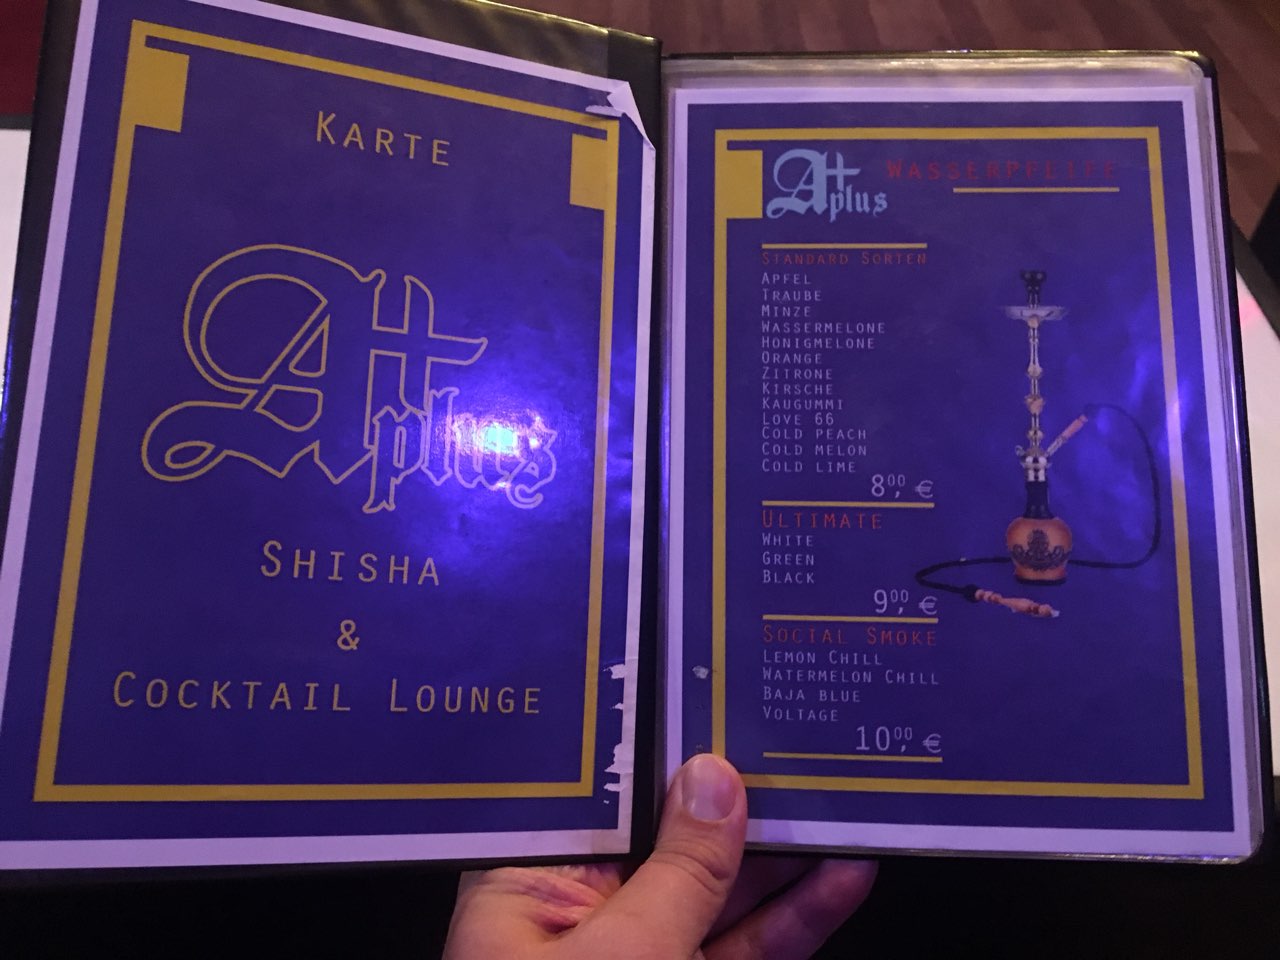 KARTE
A+
plus
SHISHA
&
COCKTAIL LOUNGE
A+
plus
WASSERPFEIFE
STANDARD SORTEN
APFEL
TRAUBE
MINZE
WASSERMELONE
HONIGMELONE
ORANGE
ZITRONE
KIRSCHE
KAUGUMMI
LOVE 66
COLD PEACH
COLD MELON
COLD LIME
8,00 €
ULTIMATE
WHITE
GREEN
BLACK
9,00 €
SOCIAL SMOKE
LEMON CHILL
WATERMELON CHILL
BAJA BLUE
VOLTAGE
10,00 €